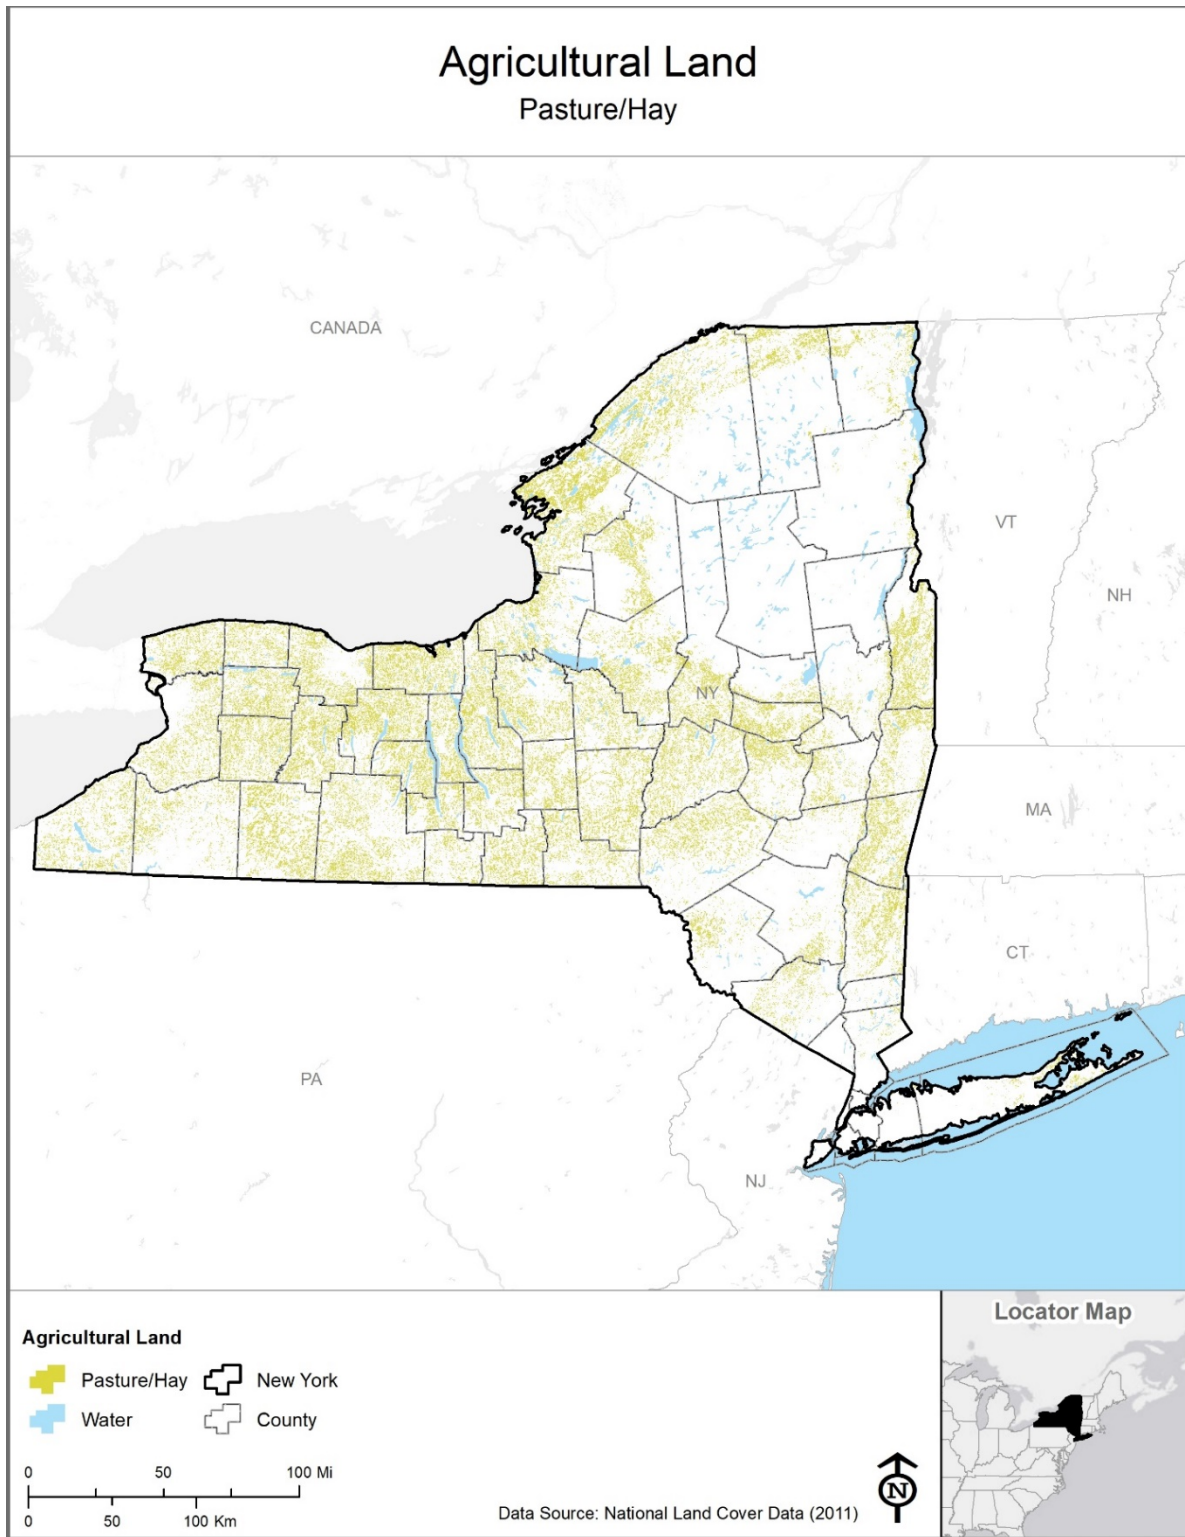 Agricultural Land
Pasture/Hay
CANADA
VT
NH
NY
MA
CT
PA
NJ
Agricultural Land
Pasture/Hay
New York
Water
County
0 50 100 Mi
0 50 100 Km
Data Source: National Land Cover Data (2011)
N
Locator Map